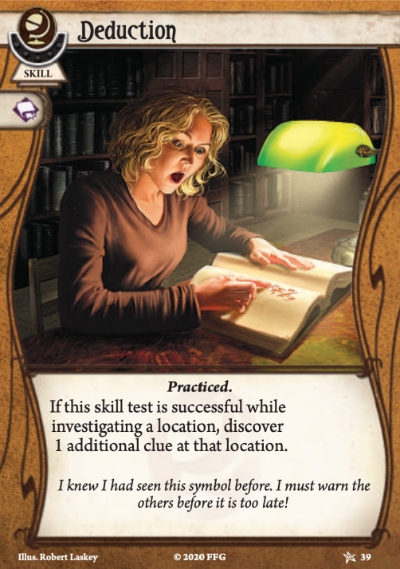 Deduction
SKILL
Practiced.
If this skill test is successful while
investigating a location, discover
1 additional clue at that location.
I knew I had seen this symbol before. I must warn the
others before it is too late!
Illus. Robert Laskey
© 2020 FFG
39